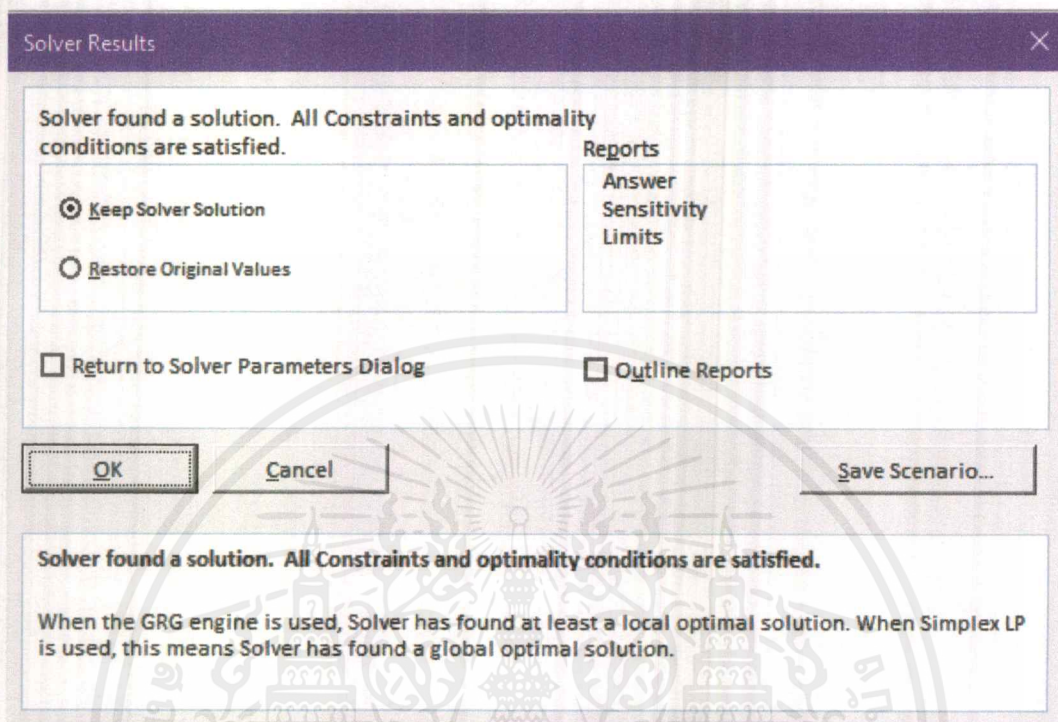 Solver Results
Solver found a solution. All Constraints and optimality
conditions are satisfied.
Reports
Keep Solver Solution
Restore Original Values
Answer
Sensitivity
Limits
Return to Solver Parameters Dialog
Outline Reports
OK
Cancel
Save Scenario...
Solver found a solution. All Constraints and optimality conditions are satisfied.
When the GRG engine is used, Solver has found at least a local optimal solution. When Simplex LP
is used, this means Solver has found a global optimal solution.